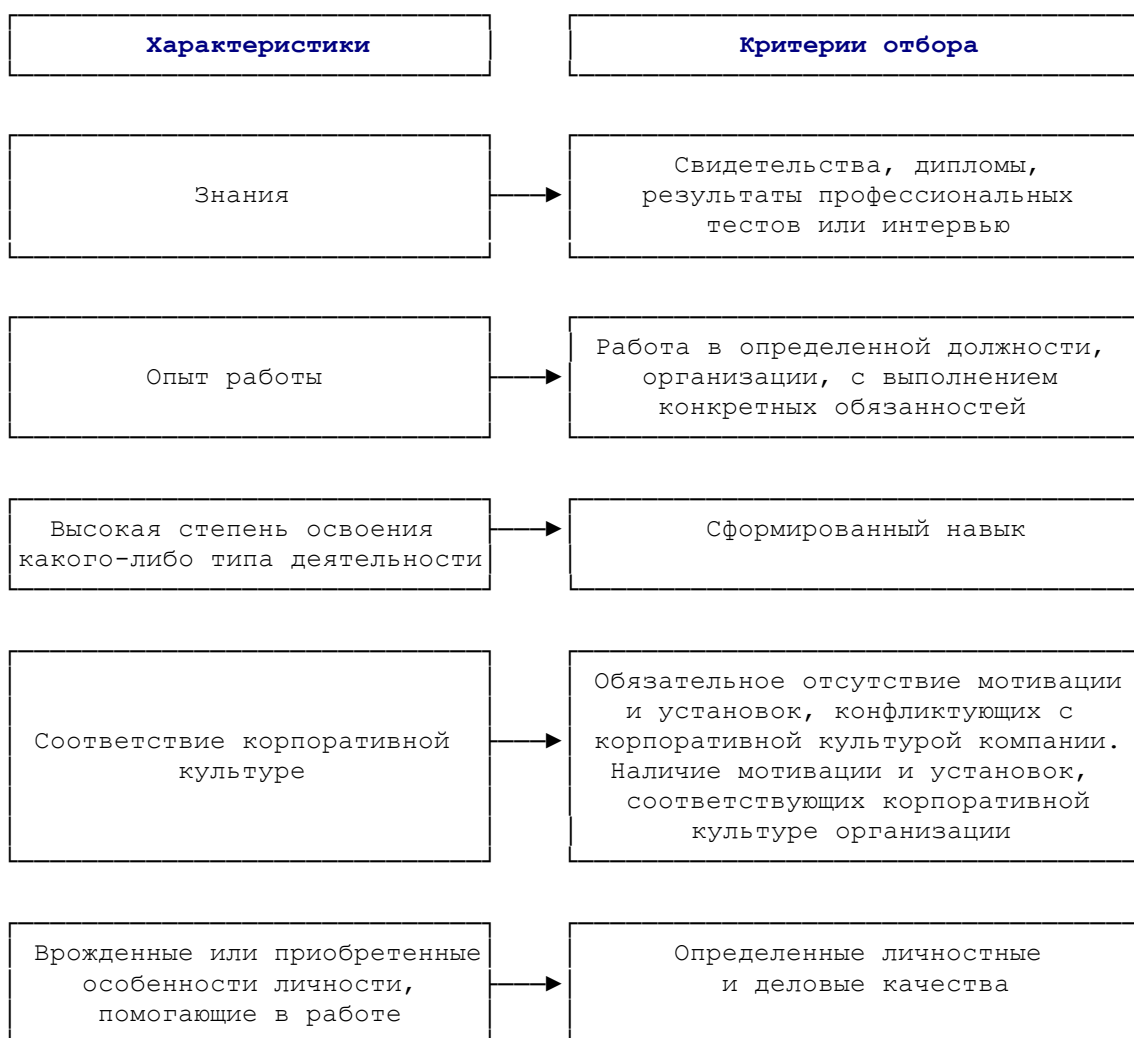 Характеристики
Критерии отбора
Знания
Свидетельства, дипломы,
результаты профессиональных
тестов или интервью
Опыт работы
Работа в определенной должности,
организации, с выполнением
конкретных обязанностей
Высокая степень освоения
какого-либо типа деятельности
Сформированный навык
Соответствие корпоративной
культуре
Обязательное отсутствие мотивации
и установок, конфликтующих с
корпоративной культурой компании.
Наличие мотивации и установок,
соответствующих корпоративной
культуре организации
Врожденные или приобретенные
особенности личности,
помогающие в работе
Определенные личностные
и деловые качества